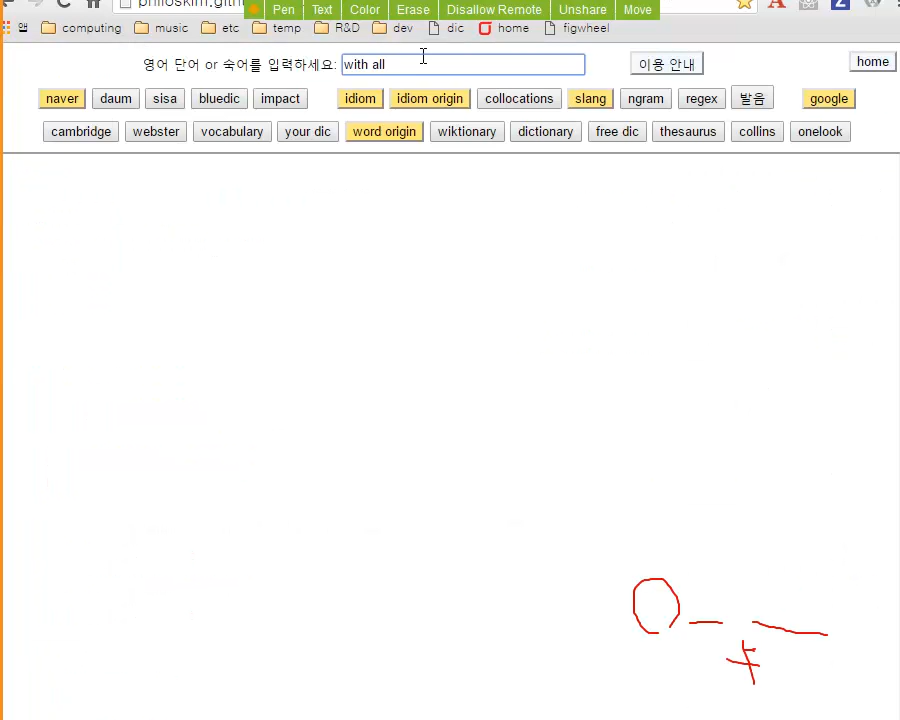 Pen Text Color Erase Disallow Remote Unshare Move
앱 computing music etc temp R&D dev dic home figwheel
영어 단어 or 숙어를 입력하세요: with all 이용 안내 home
naver daum sisa bluedic impact idiom idiom origin collocations slang ngram regex 발음 google
cambridge webster vocabulary your dic word origin wiktionary dictionary free dic thesaurus collins onelook